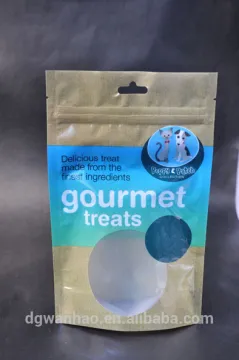 Delicious treat
made from the
finest ingredients
gourmet
treats
dgwanhao.en.alibaba.com